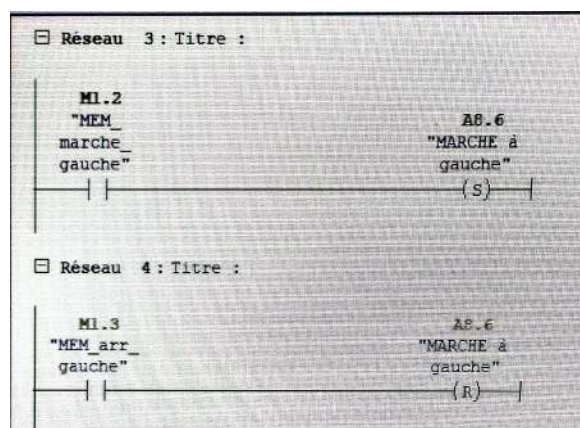 Réseau 3 : Titre :
M1.2
"MEM_
marche_
gauche"
A8.6
"MARCHE à
gauche"
(S)
Réseau 4 : Titre :
M1.3
"MEM_arr_
gauche"
A8.6
"MARCHE à
gauche"
(R)